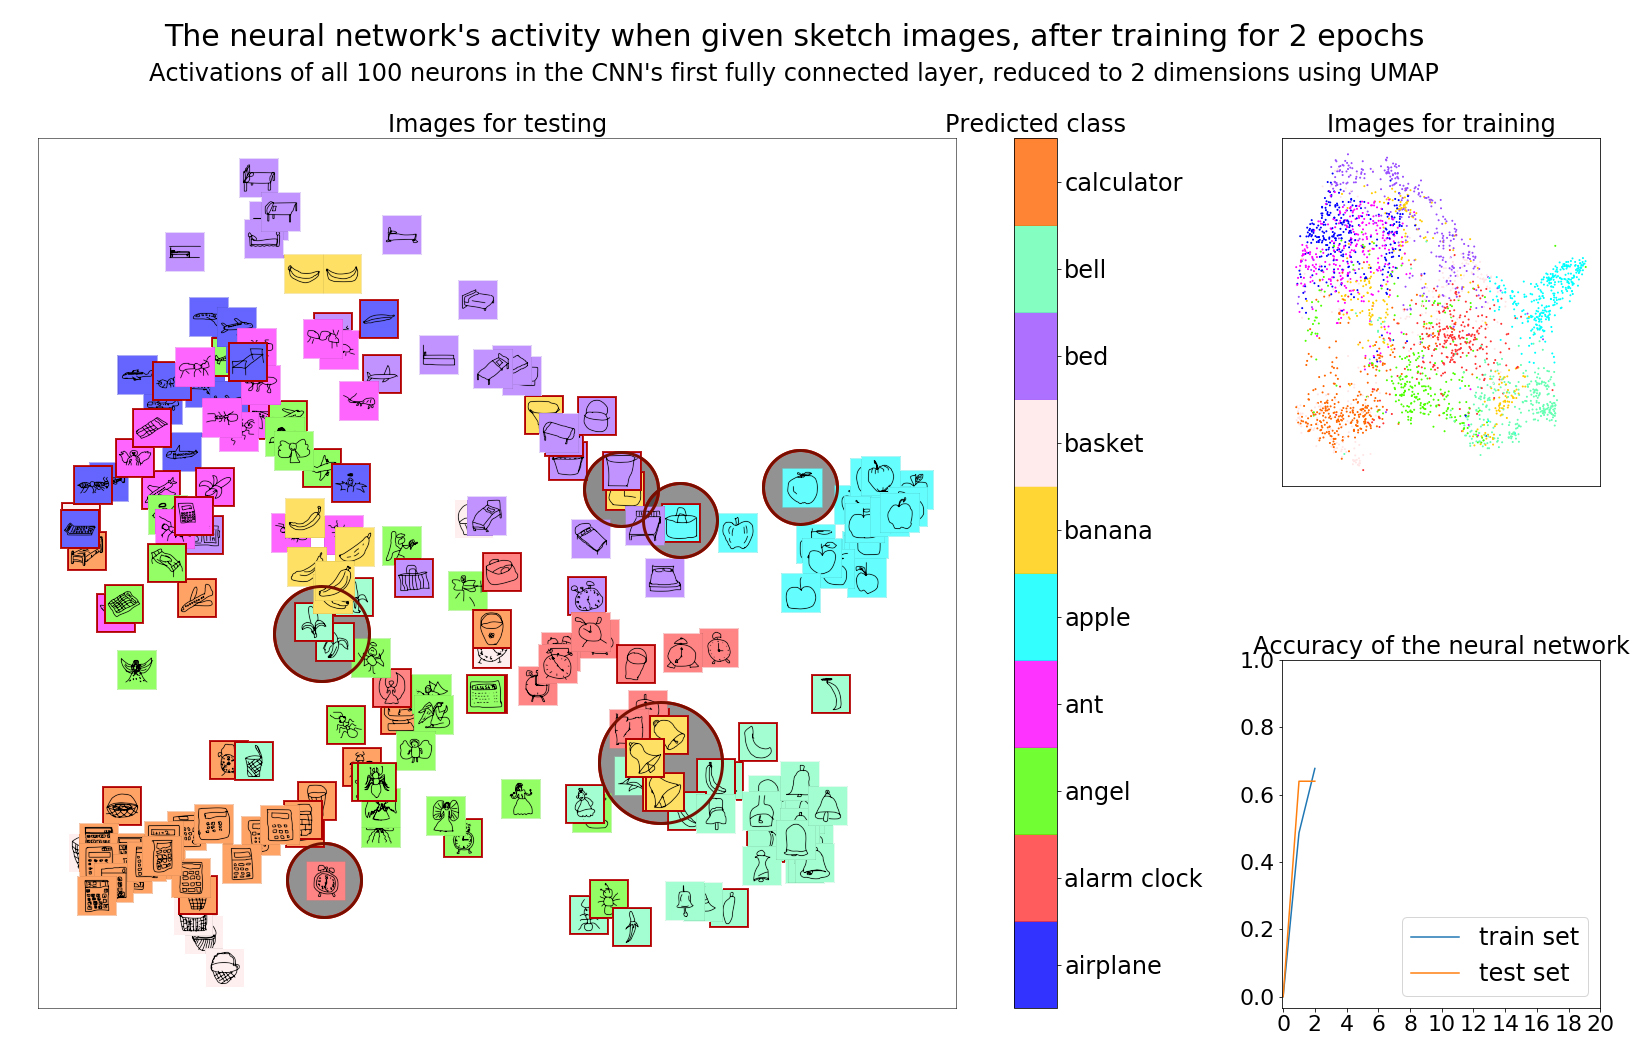 The neural network's activity when given sketch images, after training for 2 epochs
Activations of all 100 neurons in the CNN's first fully connected layer, reduced to 2 dimensions using UMAP
Images for testing
Predicted class
calculator
bell
bed
basket
banana
apple
ant
angel
alarm clock
airplane
Images for training
Accuracy of the neural network
1.0
0.8
0.6
0.4
0.2
0.0
train set
test set
0 2 4 6 8 10 12 14 16 18 20